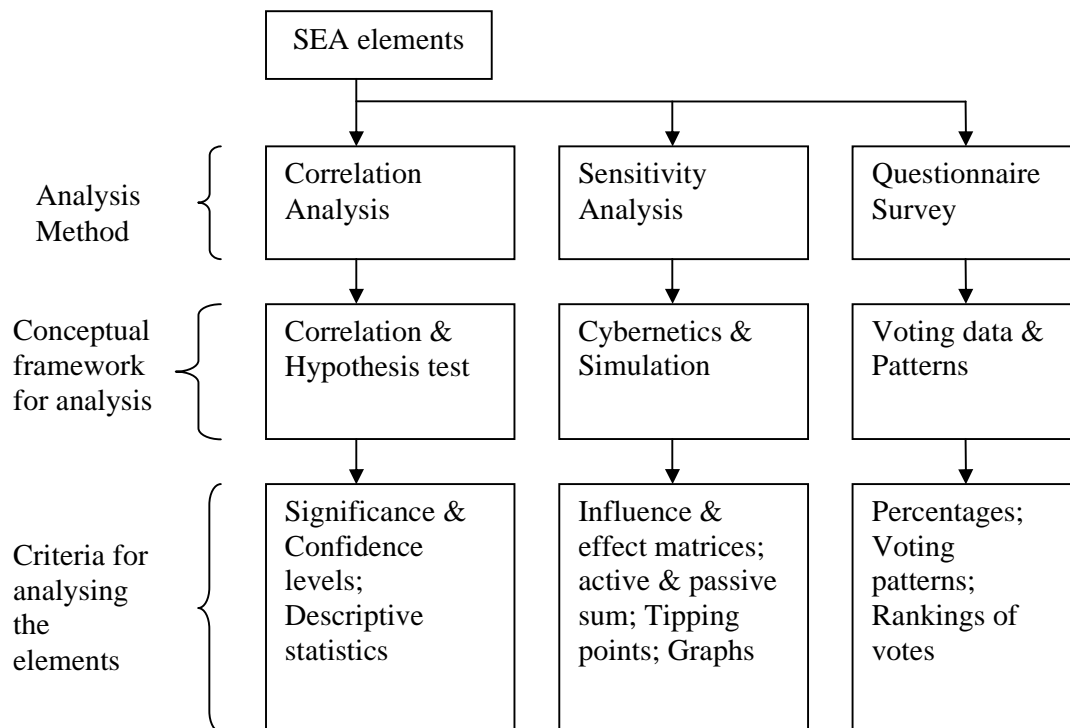 SEA elements
Analysis
Method
Correlation
Analysis
Sensitivity
Analysis
Questionnaire
Survey
Conceptual
framework
for analysis
Correlation &
Hypothesis test
Cybernetics &
Simulation
Voting data &
Patterns
Criteria for
analysing
the
elements
Significance &
Confidence
levels;
Descriptive
statistics
Influence &
effect matrices;
active & passive
sum; Tipping
points; Graphs
Percentages;
Voting
patterns;
Rankings of
votes